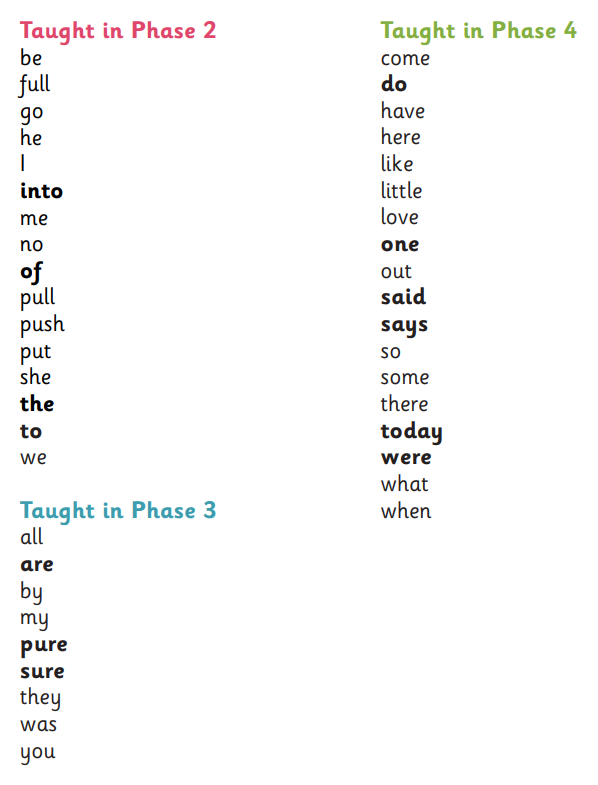 Taught in Phase 2
be
full
go
he
I
into
me
no
of
pull
push
put
she
the
to
we
Taught in Phase 3
all
are
by
my
pure
sure
they
was
you
Taught in Phase 4
come
do
have
here
like
little
love
one
out
said
says
so
some
there
today
were
what
when